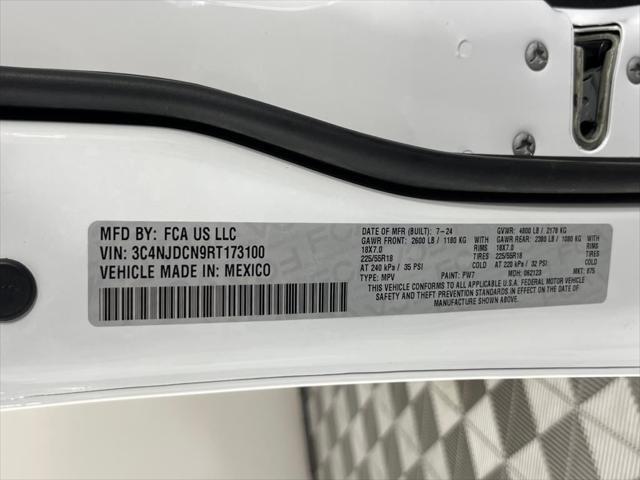 MFD BY: FCA US LLC
VIN: 3C4NJDCN9RT173100
VEHICLE MADE IN: MEXICO
DATE OF MFR (BUILT): 7-24 GVWR: 4800 LB / 2178 KG
GAWR FRONT: 2600 LB / 1180 KG GAWR REAR: 2380 LB / 1080 KG
18X7.0 RIMS 18X7.0 RIMS
225/55R18 TIRES 225/55R18 TIRES
AT 240 kPa / 35 PSI COLD AT 220 kPa / 32 PSI COLD
TYPE: MPV PAINT: PW7 MDH: 062123 MKT: 875
THIS VEHICLE CONFORMS TO ALL APPLICABLE U.S.A. FEDERAL MOTOR VEHICLE
SAFETY AND THEFT PREVENTION STANDARDS IN EFFECT ON THE DATE OF
MANUFACTURE SHOWN ABOVE.